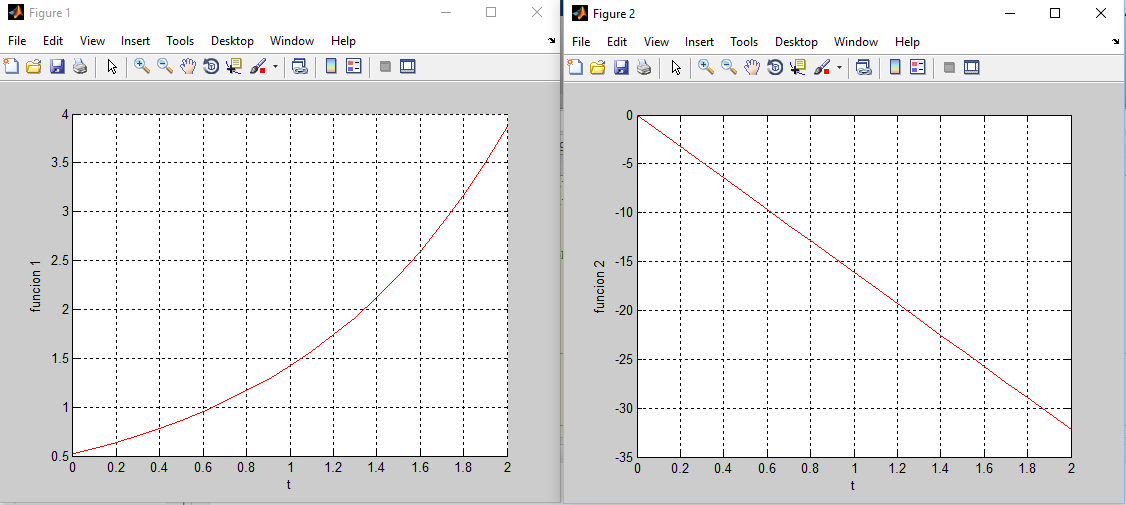 Figure 1
File Edit View Insert Tools Desktop Window Help
4
3.5
3
2.5
2
1.5
1
0.5
funcion 1
0 0.2 0.4 0.6 0.8 1 1.2 1.4 1.6 1.8 2
t
Figure 2
File Edit View Insert Tools Desktop Window Help
0
-5
-10
-15
-20
-25
-30
-35
funcion 2
0 0.2 0.4 0.6 0.8 1 1.2 1.4 1.6 1.8 2
t